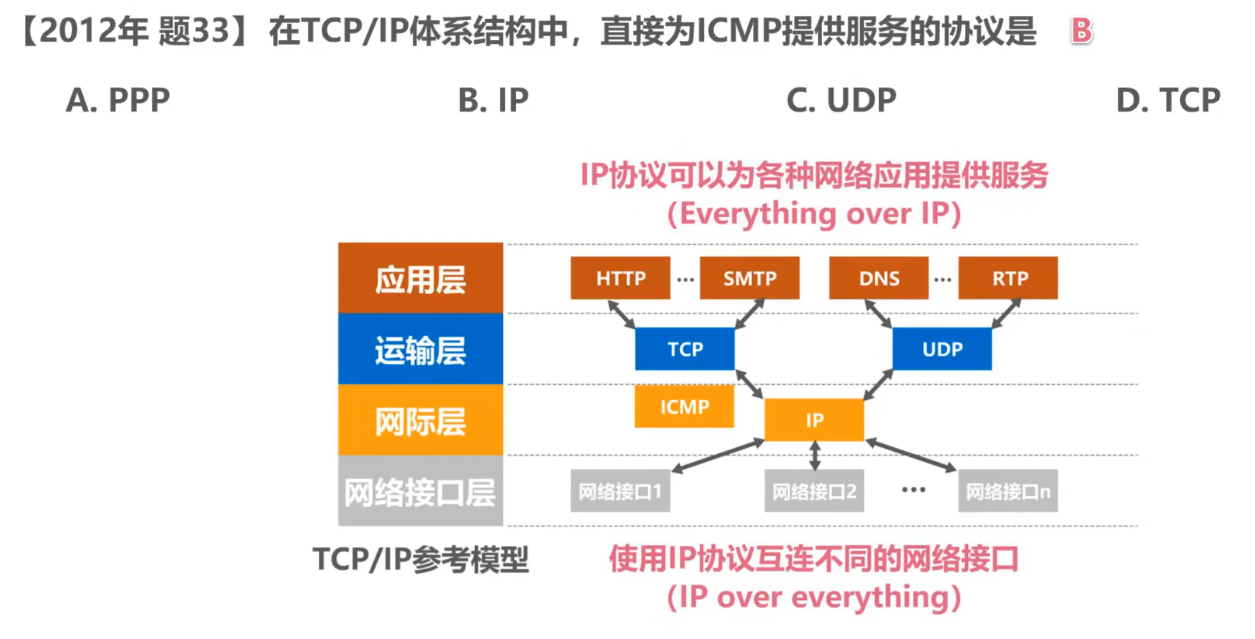 【2012年 题33】在TCP/IP体系结构中，直接为ICMP提供服务的协议是 B
A. PPP B. IP C. UDP D. TCP
IP协议可以为各种网络应用提供服务
（Everything over IP）
应用层 HTTP … SMTP DNS … RTP
运输层 TCP UDP
网际层 ICMP IP
网络接口层 网络接口1 网络接口2 … 网络接口n
TCP/IP参考模型 使用IP协议互连不同的网络接口
（IP over everything）